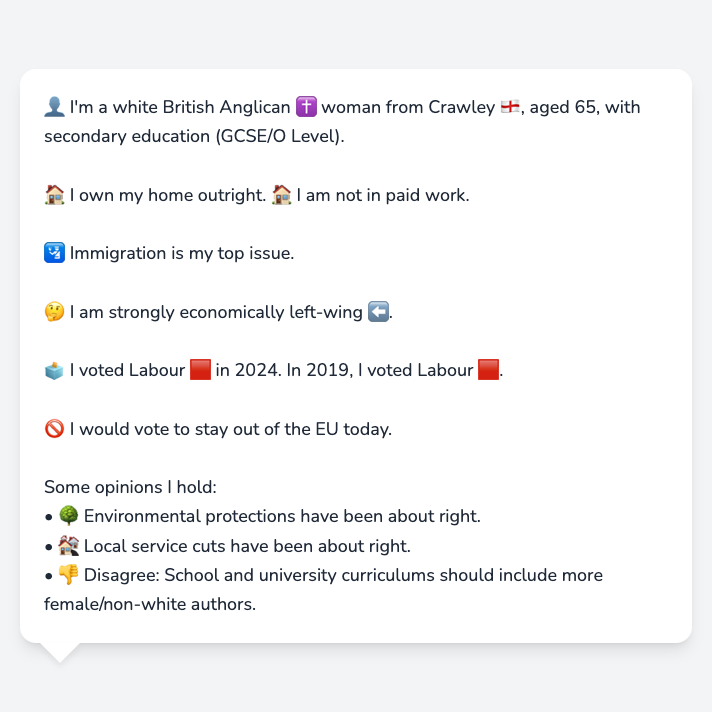 👤 I'm a white British Anglican ✝️ woman from Crawley 🏴󠁧󠁢󠁥󠁮󠁧󠁿, aged 65, with
secondary education (GCSE/O Level).
🏠 I own my home outright. 🏠 I am not in paid work.
🛂 Immigration is my top issue.
🤔 I am strongly economically left-wing ⬅️.
🗳️ I voted Labour 🟥 in 2024. In 2019, I voted Labour 🟥.
🚫 I would vote to stay out of the EU today.
Some opinions I hold:
• 🌳 Environmental protections have been about right.
• 🏚️ Local service cuts have been about right.
• 👎 Disagree: School and university curriculums should include more
female/non-white authors.